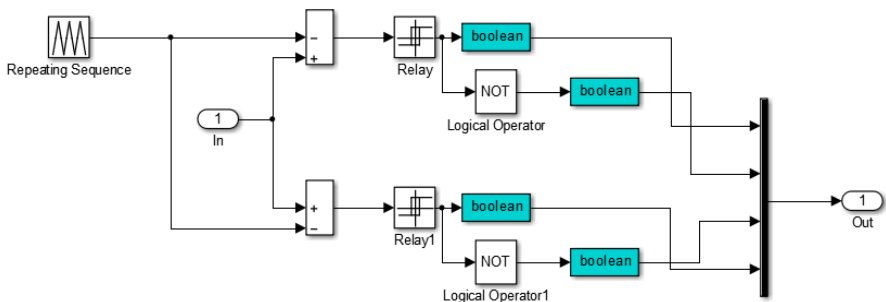 boolean
Repeating Sequence
Relay
NOT
boolean
Logical Operator
1
In
boolean
1
Out
Relay1
NOT
boolean
Logical Operator1